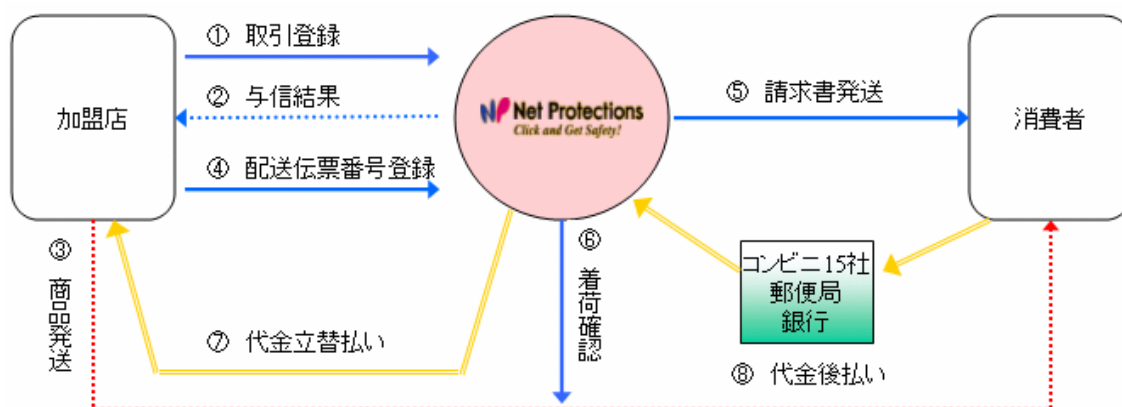 ① 取引登録
② 与信結果
加盟店
④ 配送伝票番号登録
NP Net Protections
Click and Get Safety!
⑤ 請求書発送
消費者
③ 商品発送
⑥ 着荷確認
コンビニ15社
郵便局
銀行
⑦ 代金立替払い
⑧ 代金後払い